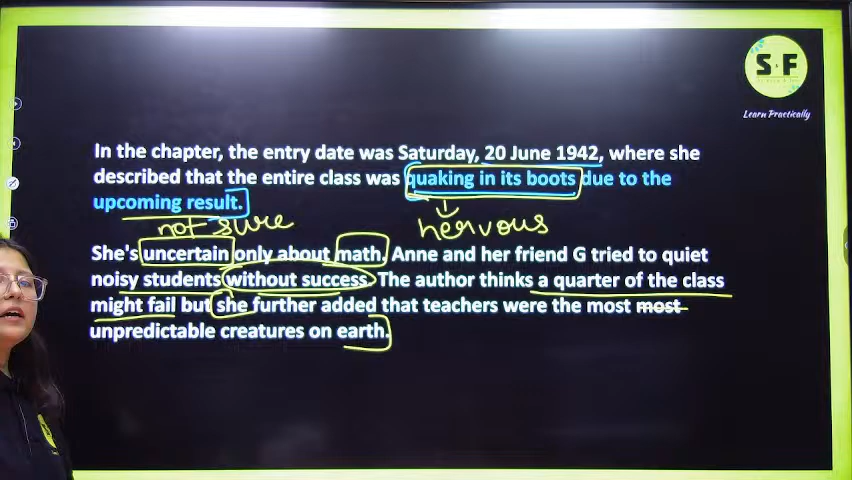 S F
Learn Practically
In the chapter, the entry date was Saturday, 20 June 1942, where she
described that the entire class was quaking in its boots due to the
upcoming result.
not sure
nervous
She's uncertain only about math. Anne and her friend G tried to quiet
noisy students without success. The author thinks a quarter of the class
might fail but she further added that teachers were the most most
unpredictable creatures on earth.